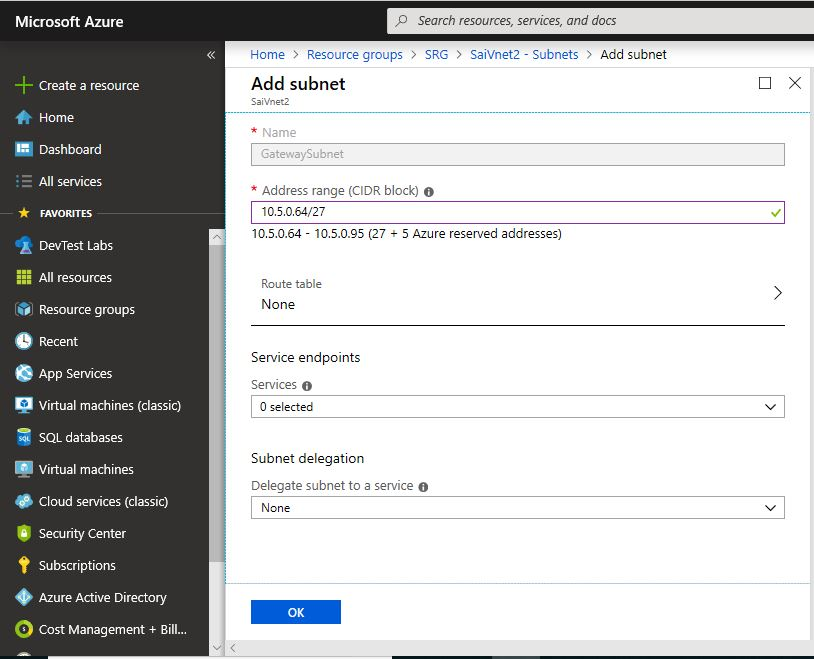 Microsoft Azure
Search resources, services, and docs
«
Create a resource
Home
Dashboard
All services
FAVORITES
DevTest Labs
All resources
Resource groups
Recent
App Services
Virtual machines (classic)
SQL databases
Virtual machines
Cloud services (classic)
Security Center
Subscriptions
Azure Active Directory
Cost Management + Bill...
Home > Resource groups > SRG > SaiVnet2 - Subnets > Add subnet
Add subnet
SaiVnet2
* Name
GatewaySubnet
* Address range (CIDR block)
10.5.0.64/27
10.5.0.64 - 10.5.0.95 (27 + 5 Azure reserved addresses)
Route table
None
Service endpoints
Services
0 selected
Subnet delegation
Delegate subnet to a service
None
OK